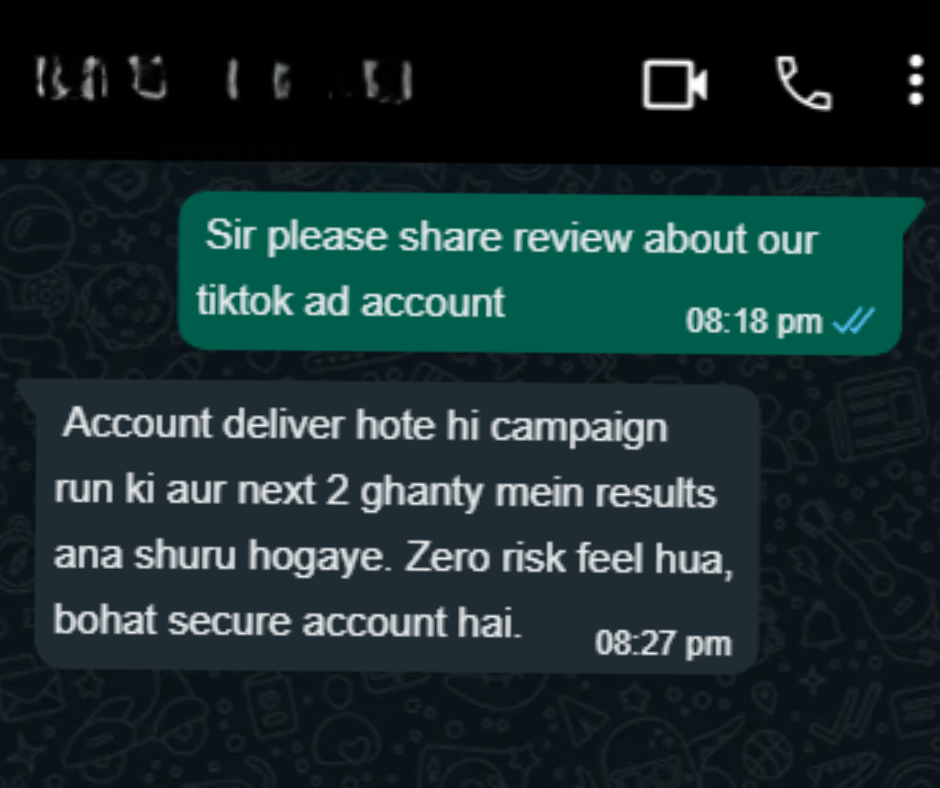 Sir please share review about our
tiktok ad account
08:18 pm
Account deliver hote hi campaign
run ki aur next 2 ghanty mein results
ana shuru hogaye. Zero risk feel hua,
bohat secure account hai.
08:27 pm